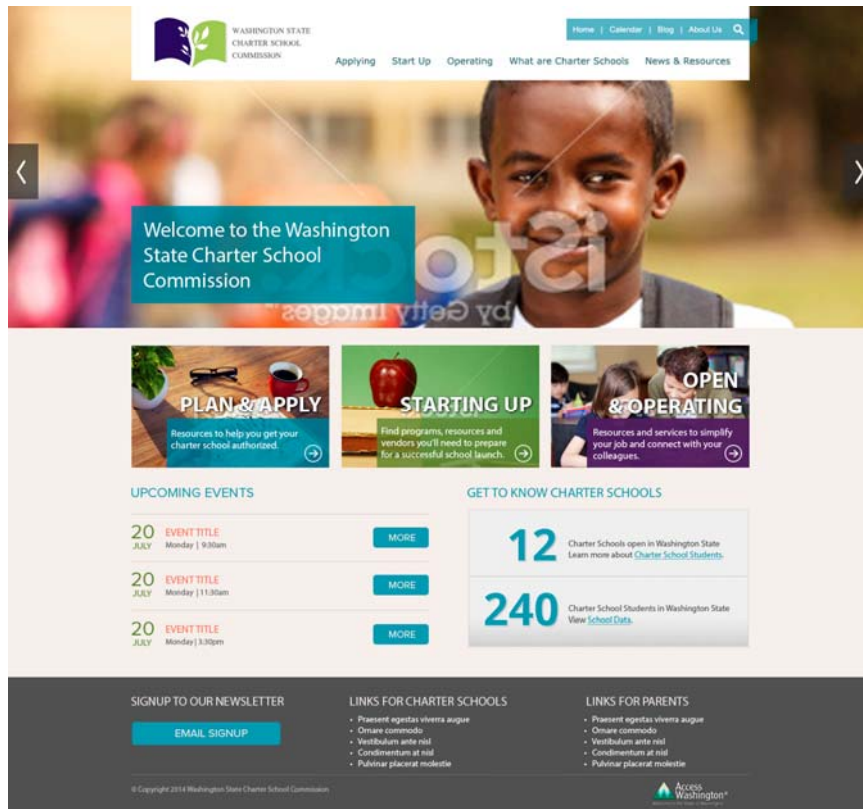 WASHINGTON STATE
CHARTER SCHOOL
COMMISSION
Home | Calendar | Blog | About Us
Applying Start Up Operating What are Charter Schools News & Resources
Welcome to the Washington
State Charter School
Commission
iStock
by Getty Images™
PLAN & APPLY
Resources to help you get your
charter school authorized.
STARTING UP
Find programs, resources and
vendors you'll need to prepare
for a successful school launch.
OPEN
& OPERATING
Resources and services to simplify
your job and connect with your
colleagues.
UPCOMING EVENTS
20 EVENT TITLE
JULY Monday | 9:30am
MORE
20 EVENT TITLE
JULY Monday | 11:30am
MORE
20 EVENT TITLE
JULY Monday | 3:30pm
MORE
GET TO KNOW CHARTER SCHOOLS
12
Charter Schools open in Washington State
Learn more about Charter School Students.
240
Charter School Students in Washington State
View School Data.
SIGNUP TO OUR NEWSLETTER
EMAIL SIGNUP
LINKS FOR CHARTER SCHOOLS
• Praesent egestas viverra augue
• Ornare commodo
• Vestibulum ante nisl
• Condimentum at nisl
• Pulvinar placerat molestie
LINKS FOR PARENTS
• Praesent egestas viverra augue
• Ornare commodo
• Vestibulum ante nisl
• Condimentum at nisl
• Pulvinar placerat molestie
© Copyright 2014 Washington State Charter School Commission
Access
Washington®